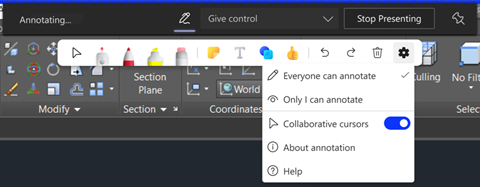 Annotating...
Give control
Stop Presenting
T
Section
Plane
Culling
No Fil
World
Modify
Section
Coordinates
Selec
Everyone can annotate
Only I can annotate
Collaborative cursors
About annotation
Help